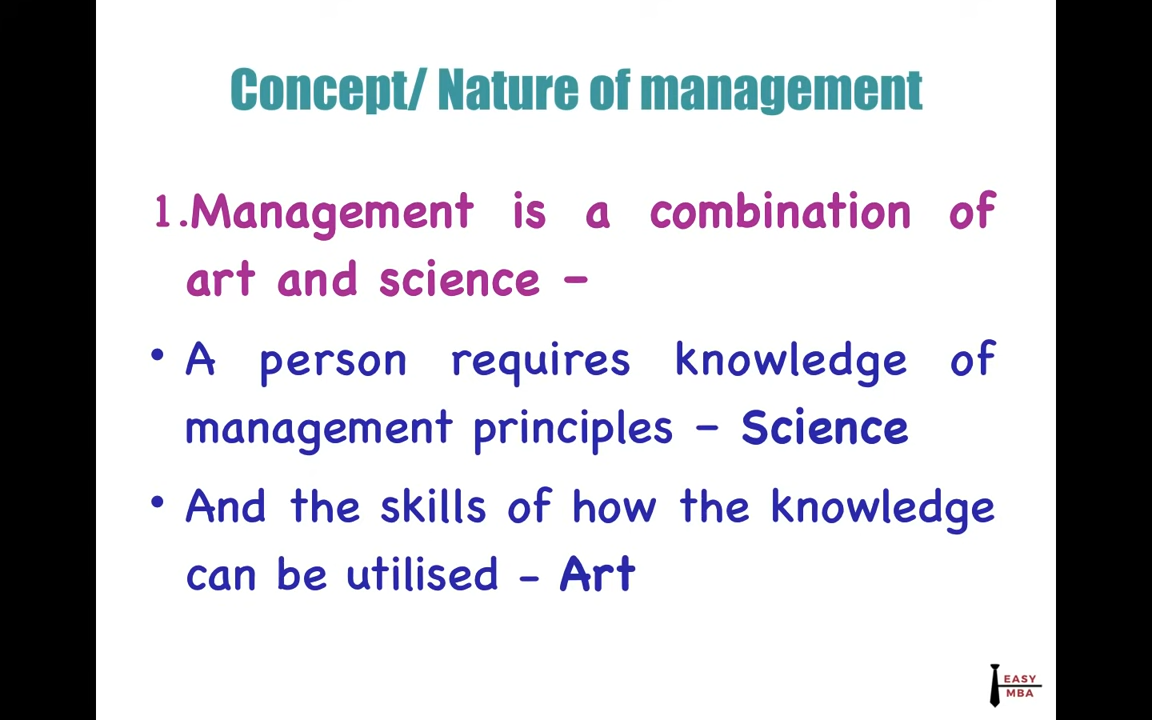 Concept/ Nature of management
1.Management is a combination of
art and science –
• A person requires knowledge of
management principles – Science
• And the skills of how the knowledge
can be utilised - Art
EASY
MBA